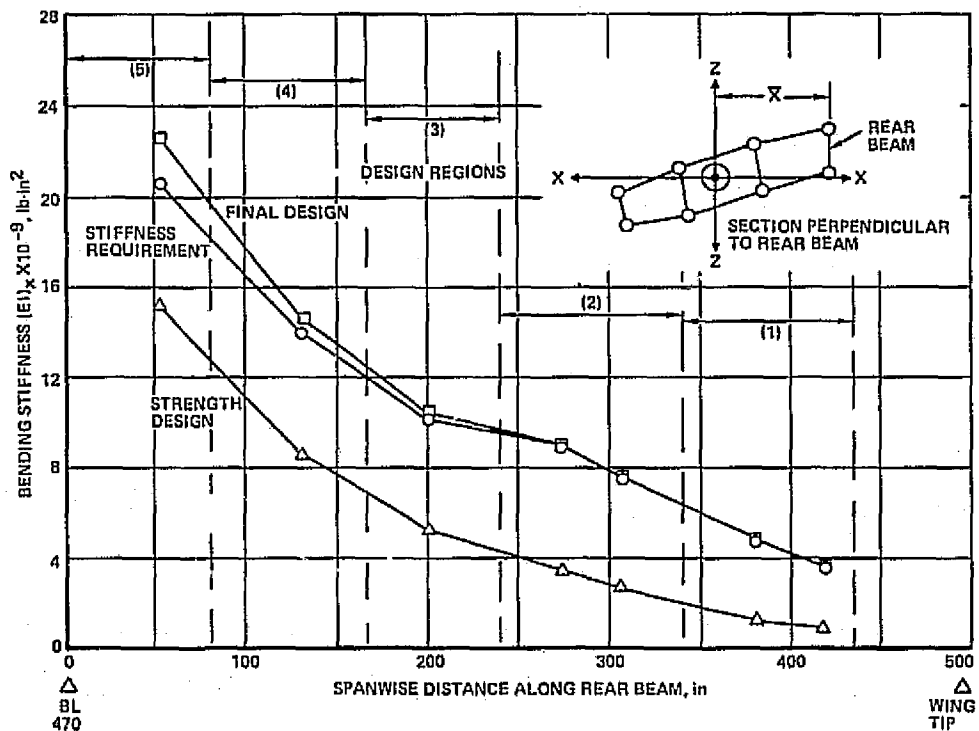 BENDING STIFFNESS (EI)x X10-9, lb-in2
28
24
20
16
12
8
4
0
(5)
(4)
(3)
DESIGN REGIONS
(2)
(1)
FINAL DESIGN
STIFFNESS
REQUIREMENT
STRENGTH
DESIGN
Z
X̄
REAR
BEAM
X
X
SECTION PERPENDICULAR
TO REAR BEAM
Z
0
100
200
300
400
500
SPANWISE DISTANCE ALONG REAR BEAM, in
BL
470
WING
TIP